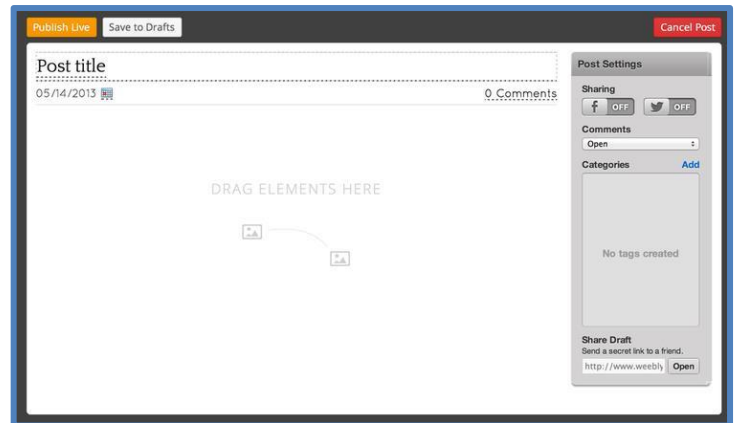 Publish Live Save to Drafts Cancel Post
Post title
05/14/2013 0 Comments
DRAG ELEMENTS HERE
Post Settings
Sharing
f OFF OFF
Comments
Open
Categories Add
No tags created
Share Draft
Send a secret link to a friend.
http://www.weebly Open